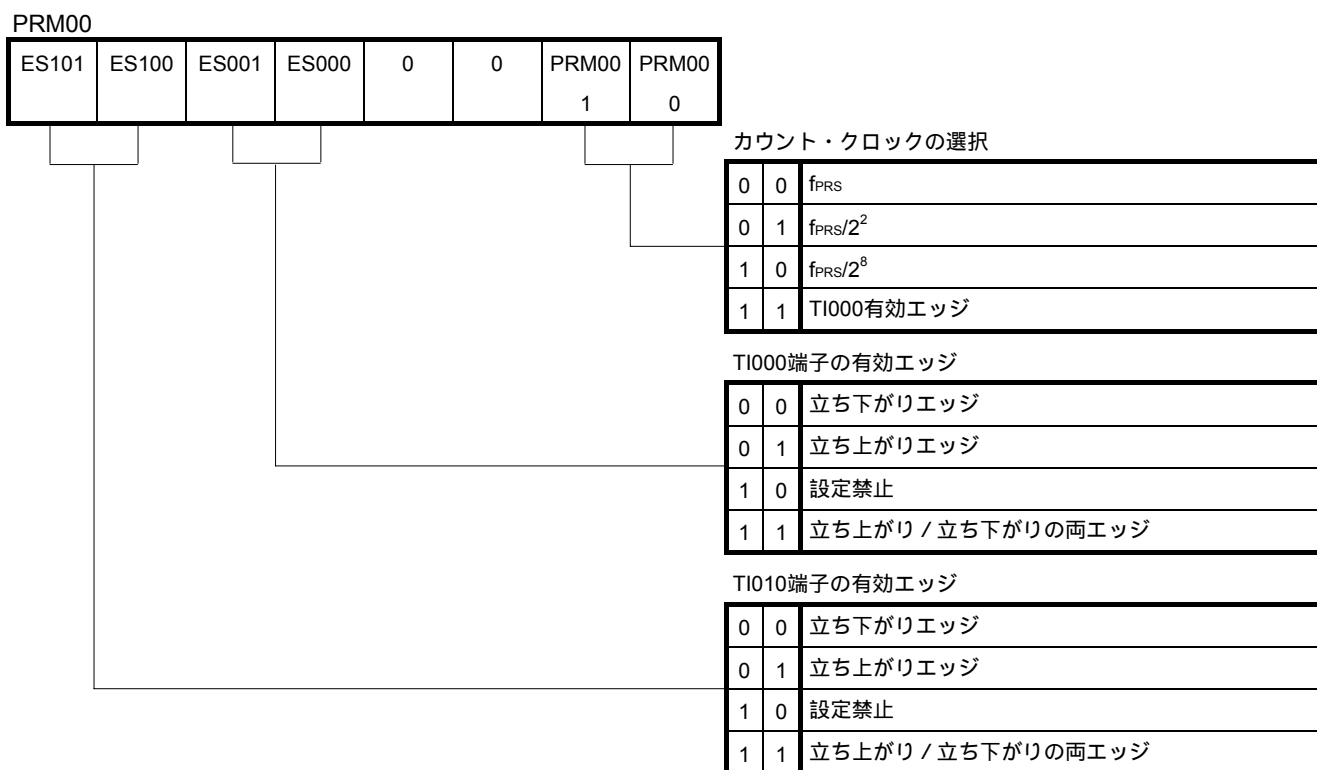 PRM00
ES101 ES100 ES001 ES000 0 0 PRM00 PRM00
1 0
カウント・クロックの選択
0 0 fPRS
0 1 fPRS/2²
1 0 fPRS/2⁸
1 1 TI000有効エッジ
TI000端子の有効エッジ
0 0 立ち下がりエッジ
0 1 立ち上がりエッジ
1 0 設定禁止
1 1 立ち上がり / 立ち下がりの両エッジ
TI010端子の有効エッジ
0 0 立ち下がりエッジ
0 1 立ち上がりエッジ
1 0 設定禁止
1 1 立ち上がり / 立ち下がりの両エッジ